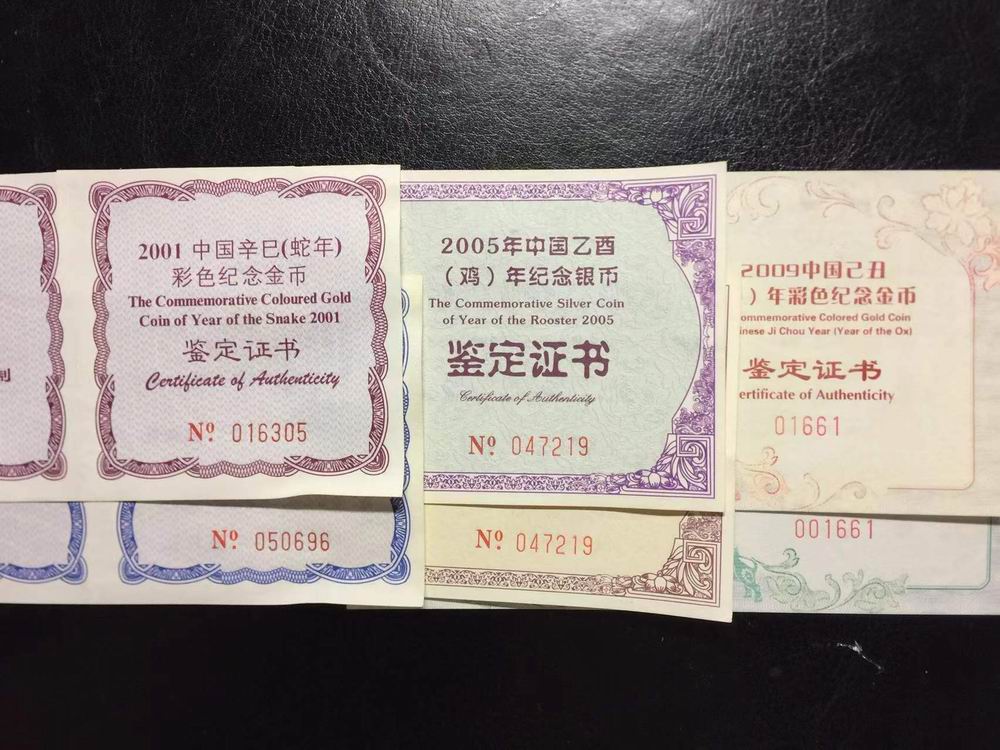 制
2001 中国辛巳(蛇年)
彩色纪念金币
The Commemorative Coloured Gold
Coin of Year of the Snake 2001
鉴定证书
Certificate of Authenticity
Nº 016305
Nº 050696
2005年中国乙酉
（鸡）年纪念银币
The Commemorative Silver Coin
of Year of the Rooster 2005
鉴定证书
Certificate of Authenticity
Nº 047219
Nº 047219
2009中国己丑
）年彩色纪念金币
ommemorative Colored Gold Coin
inese Ji Chou Year (Year of the Ox)
鉴定证书
ertificate of Authenticity
01661
001661